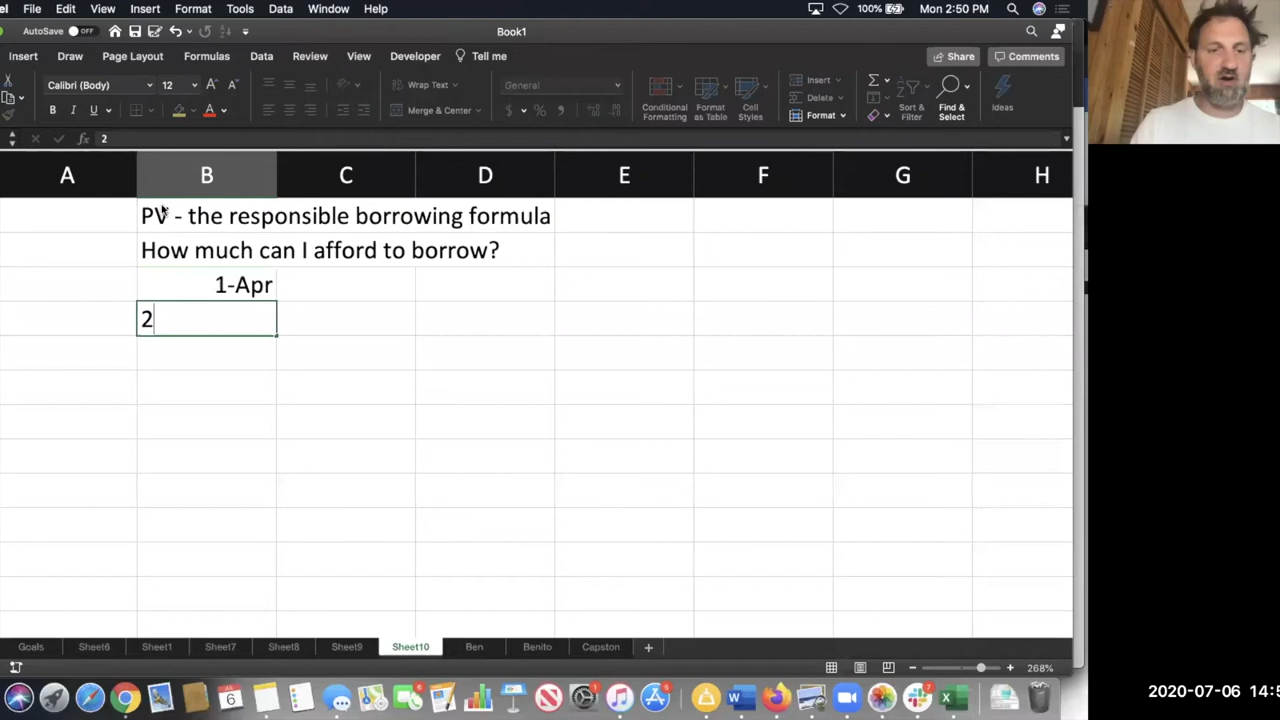 File Edit View Insert Format Tools Data Window Help 100% Mon 2:50 PM
AutoSave OFF Book1
Insert Draw Page Layout Formulas Data Review View Developer Tell me Share Comments
Calibri (Body) 12 A A Wrap Text General Insert
B I U A Merge & Center $ % Conditional Formatting Format as Table Cell Styles Delete Format Sort & Filter Find & Select Ideas
fx 2
A B C D E F G H
PV - the responsible borrowing formula
How much can I afford to borrow?
1-Apr
2
Goals Sheet6 Sheet1 Sheet7 Sheet8 Sheet9 Sheet10 Ben Benito Capston +
268%
2020-07-06 14:5